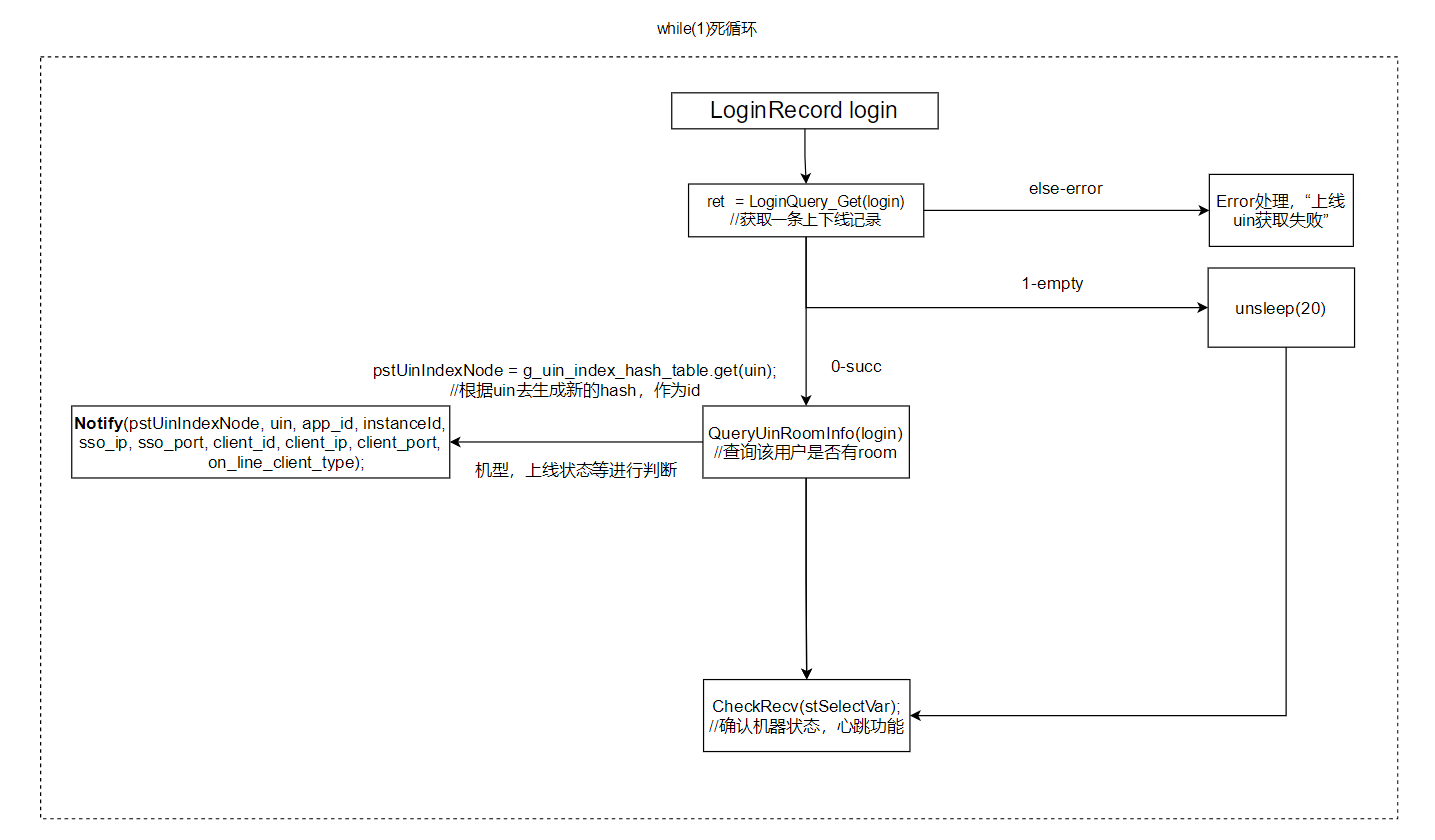 while(1)死循环
LoginRecord login
ret = LoginQuery_Get(login)
//获取一条上下线记录
else-error
Error处理，“上线
uin获取失败”
1-empty
unsleep(20)
0-succ
pstUinIndexNode = g_uin_index_hash_table.get(uin);
//根据uin去生成新的hash，作为id
QueryUinRoomInfo(login)
//查询该用户是否有room
Notify(pstUinIndexNode, uin, app_id, instanceId,
sso_ip, sso_port, client_id, client_ip, client_port,
on_line_client_type);
机型，上线状态等进行判断
CheckRecv(stSelectVar);
//确认机器状态，心跳功能